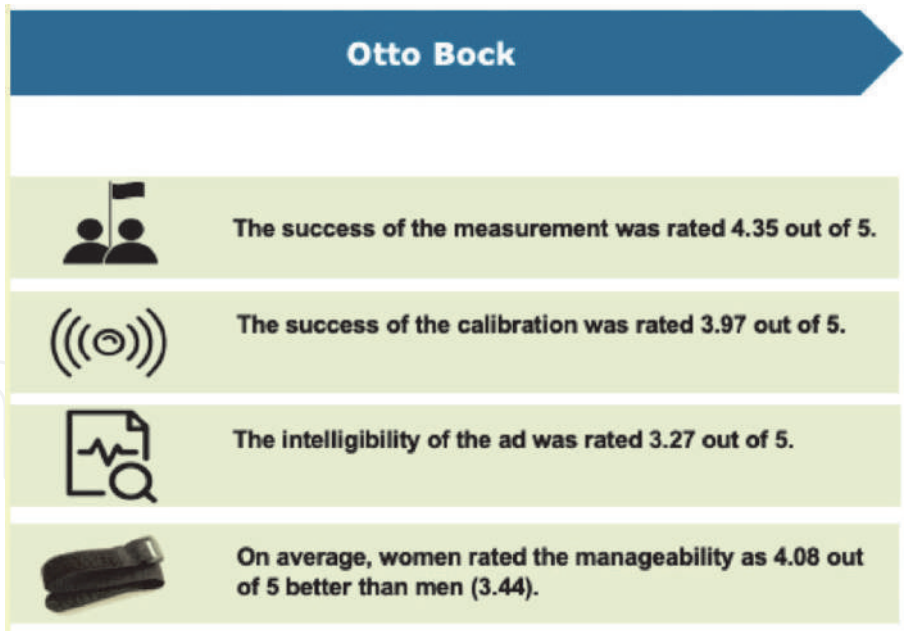 Otto Bock
The success of the measurement was rated 4.35 out of 5.
The success of the calibration was rated 3.97 out of 5.
The intelligibility of the ad was rated 3.27 out of 5.
On average, women rated the manageability as 4.08 out
of 5 better than men (3.44).